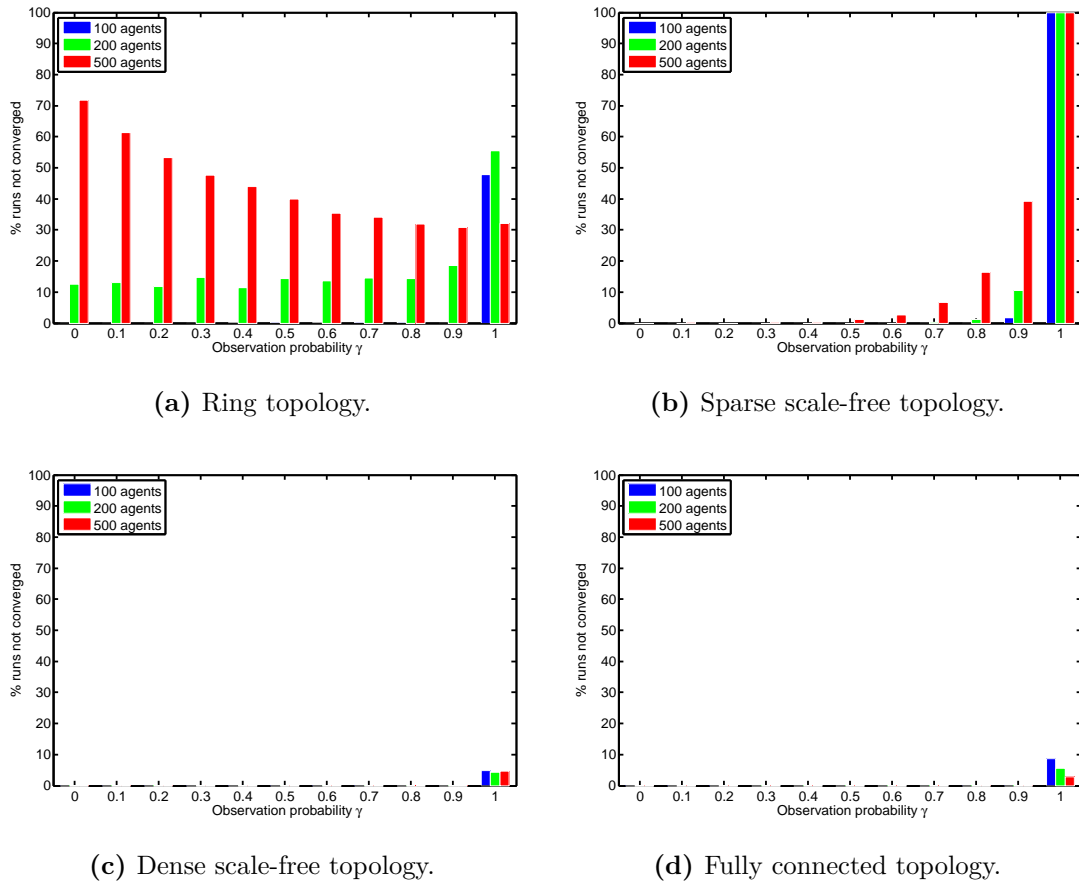 100
90
80
70
60
50
40
30
20
10
0
% runs not converged
100 agents
200 agents
500 agents
0 0.1 0.2 0.3 0.4 0.5 0.6 0.7 0.8 0.9 1
Observation probability γ
(a) Ring topology.
100
90
80
70
60
50
40
30
20
10
0
% runs not converged
100 agents
200 agents
500 agents
0 0.1 0.2 0.3 0.4 0.5 0.6 0.7 0.8 0.9 1
Observation probability γ
(b) Sparse scale-free topology.
100
90
80
70
60
50
40
30
20
10
0
% runs not converged
100 agents
200 agents
500 agents
0 0.1 0.2 0.3 0.4 0.5 0.6 0.7 0.8 0.9 1
Observation probability γ
(c) Dense scale-free topology.
100
90
80
70
60
50
40
30
20
10
0
% runs not converged
100 agents
200 agents
500 agents
0 0.1 0.2 0.3 0.4 0.5 0.6 0.7 0.8 0.9 1
Observation probability γ
(d) Fully connected topology.